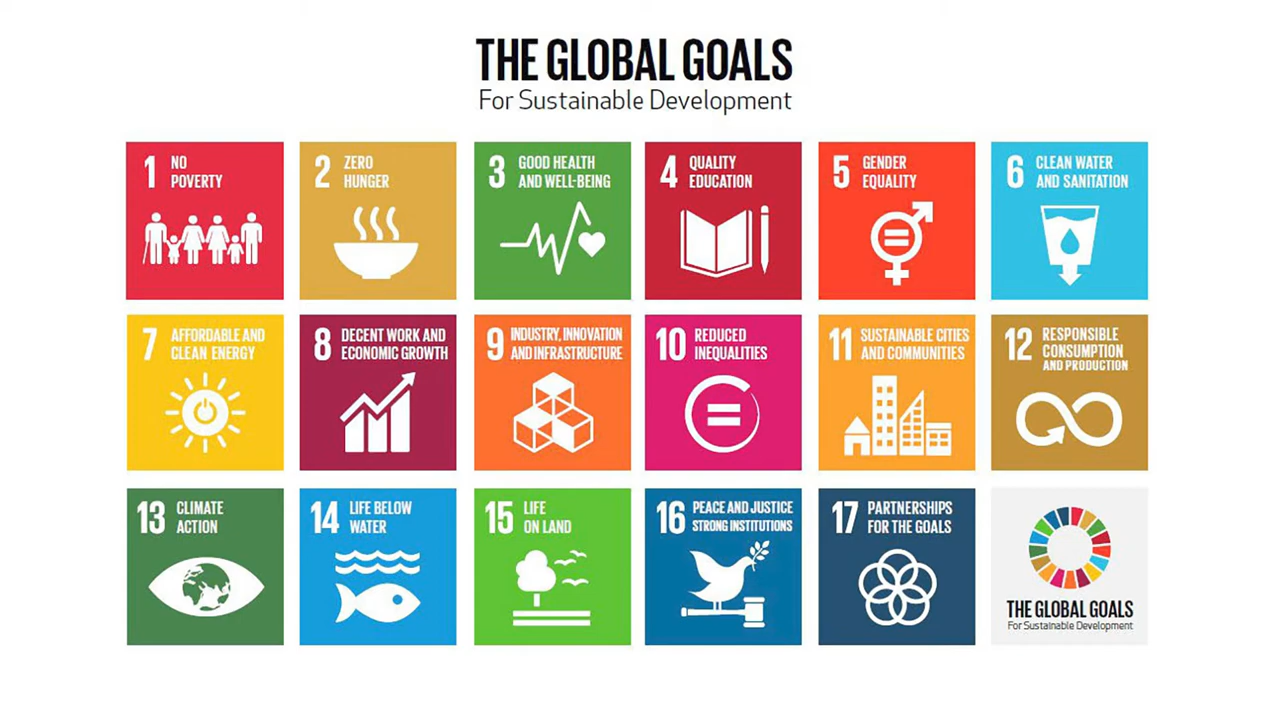 THE GLOBAL GOALS
For Sustainable Development
1 NO
POVERTY
2 ZERO
HUNGER
3 GOOD HEALTH
AND WELL-BEING
4 QUALITY
EDUCATION
5 GENDER
EQUALITY
6 CLEAN WATER
AND SANITATION
7 AFFORDABLE AND
CLEAN ENERGY
8 DECENT WORK AND
ECONOMIC GROWTH
9 INDUSTRY, INNOVATION
AND INFRASTRUCTURE
10 REDUCED
INEQUALITIES
11 SUSTAINABLE CITIES
AND COMMUNITIES
12 RESPONSIBLE
CONSUMPTION
AND PRODUCTION
13 CLIMATE
ACTION
14 LIFE BELOW
WATER
15 LIFE
ON LAND
16 PEACE AND JUSTICE
STRONG INSTITUTIONS
17 PARTNERSHIPS
FOR THE GOALS
THE GLOBAL GOALS
For Sustainable Development